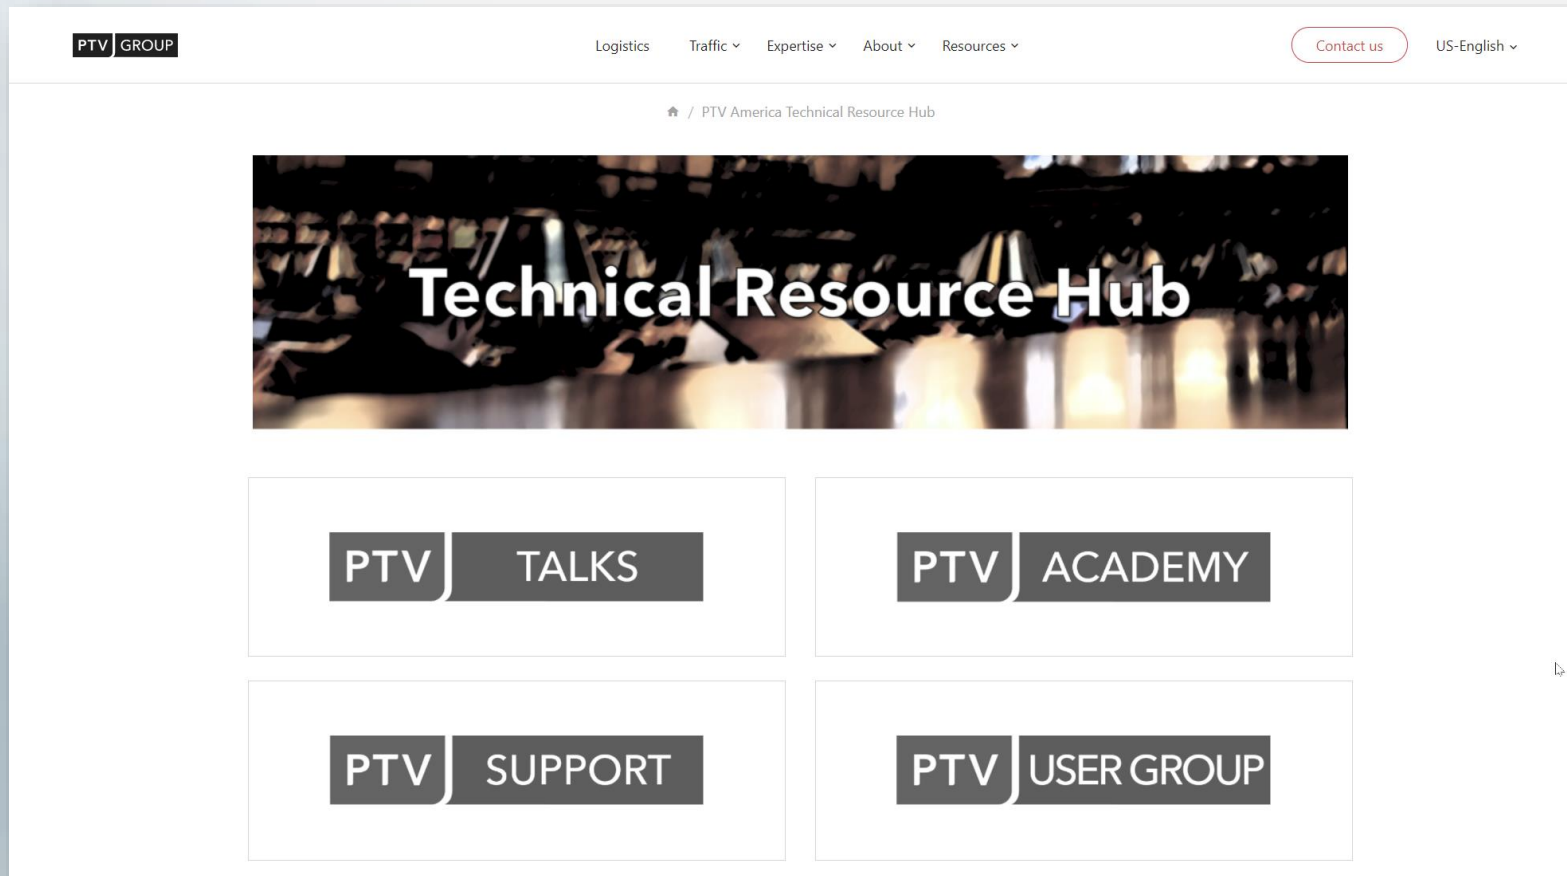 PTV GROUP
Logistics Traffic Expertise About Resources
Contact us
US-English
/ PTV America Technical Resource Hub
Technical Resource Hub
PTV TALKS
PTV ACADEMY
PTV SUPPORT
PTV USER GROUP